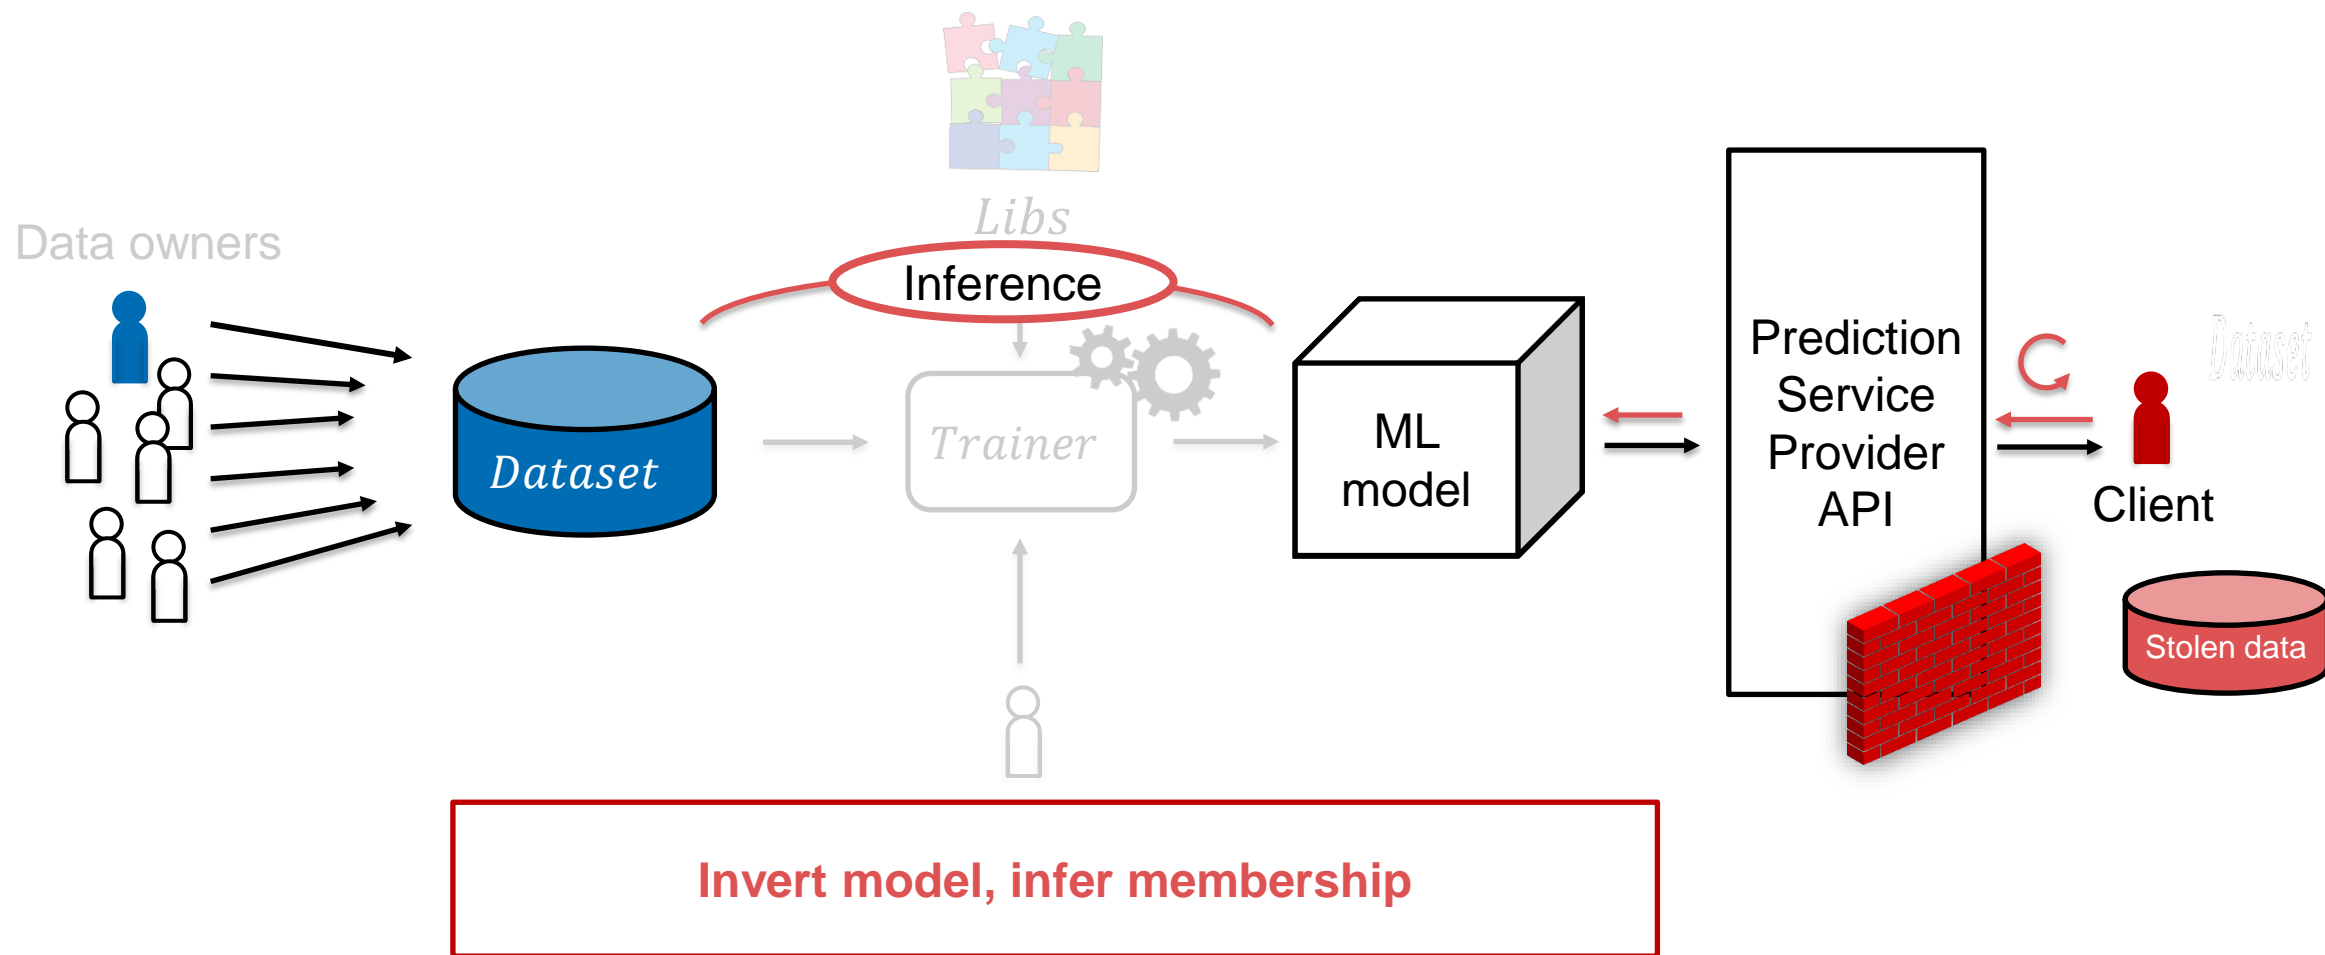 Libs
Data owners
Inference
Dataset
Trainer
ML
model
Prediction
Service
Provider
API
Dataset
Client
Stolen data
Invert model, infer membership